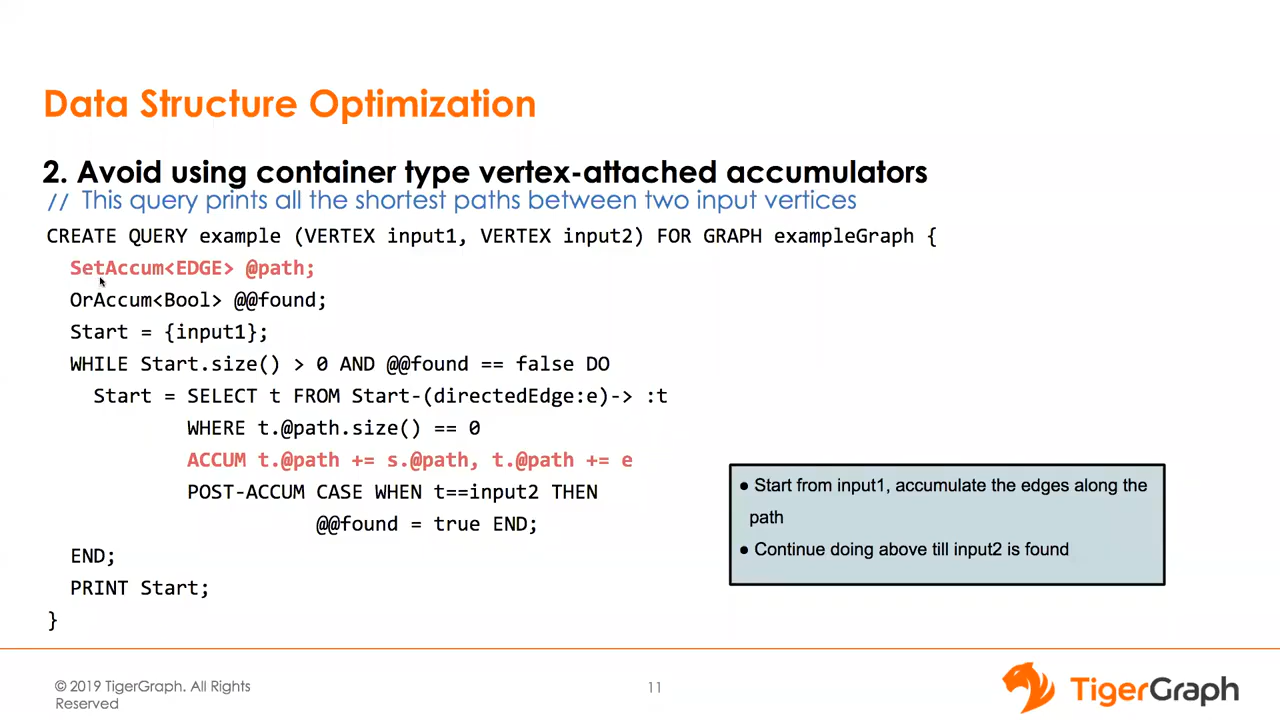 Data Structure Optimization
2. Avoid using container type vertex-attached accumulators
// This query prints all the shortest paths between two input vertices
CREATE QUERY example (VERTEX input1, VERTEX input2) FOR GRAPH exampleGraph {
SetAccum<EDGE> @path;
OrAccum<Bool> @@found;
Start = {input1};
WHILE Start.size() > 0 AND @@found == false DO
Start = SELECT t FROM Start-(directedEdge:e)-> :t
WHERE t.@path.size() == 0
ACCUM t.@path += s.@path, t.@path += e
POST-ACCUM CASE WHEN t==input2 THEN
@@found = true END;
END;
PRINT Start;
}
● Start from input1, accumulate the edges along the
path
● Continue doing above till input2 is found
© 2019 TigerGraph. All Rights
Reserved
11
TigerGraph